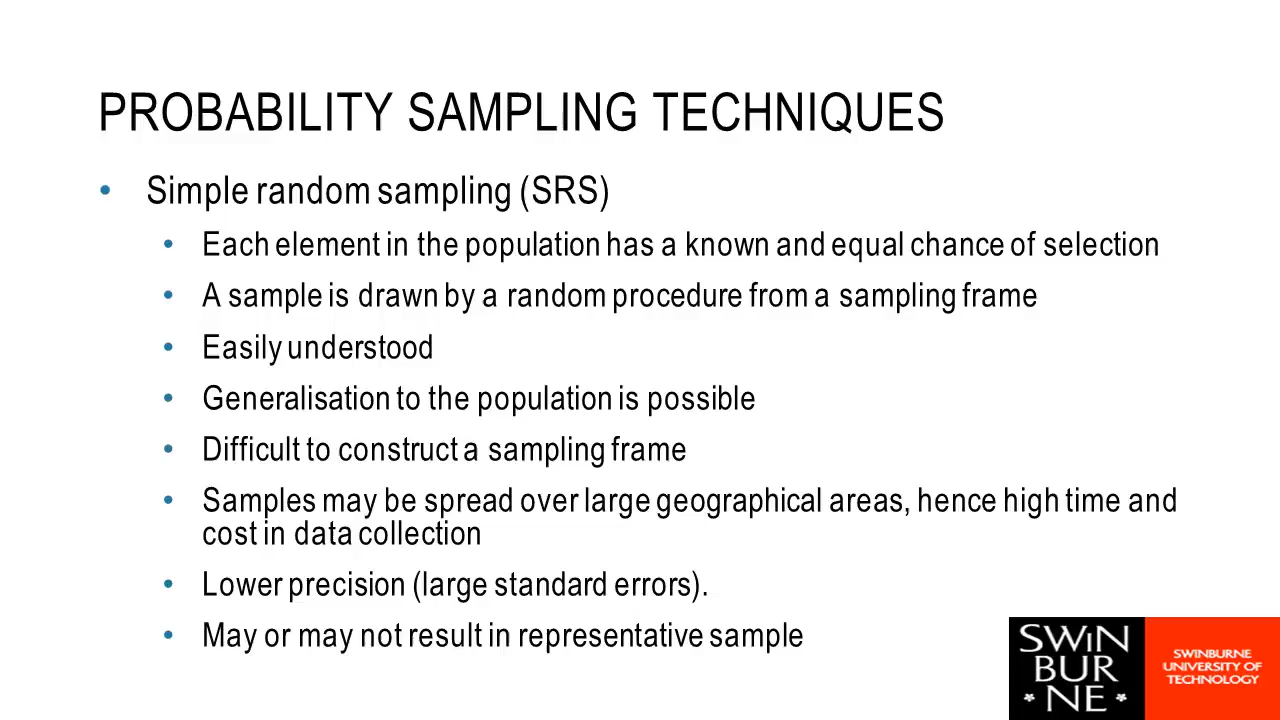 PROBABILITY SAMPLING TECHNIQUES
• Simple random sampling (SRS)
• Each element in the population has a known and equal chance of selection
• A sample is drawn by a random procedure from a sampling frame
• Easily understood
• Generalisation to the population is possible
• Difficult to construct a sampling frame
• Samples may be spread over large geographical areas, hence high time and
cost in data collection
• Lower precision (large standard errors).
• May or may not result in representative sample
SWiN
BUR
* NE *
SWINBURNE
UNIVERSITY OF
TECHNOLOGY